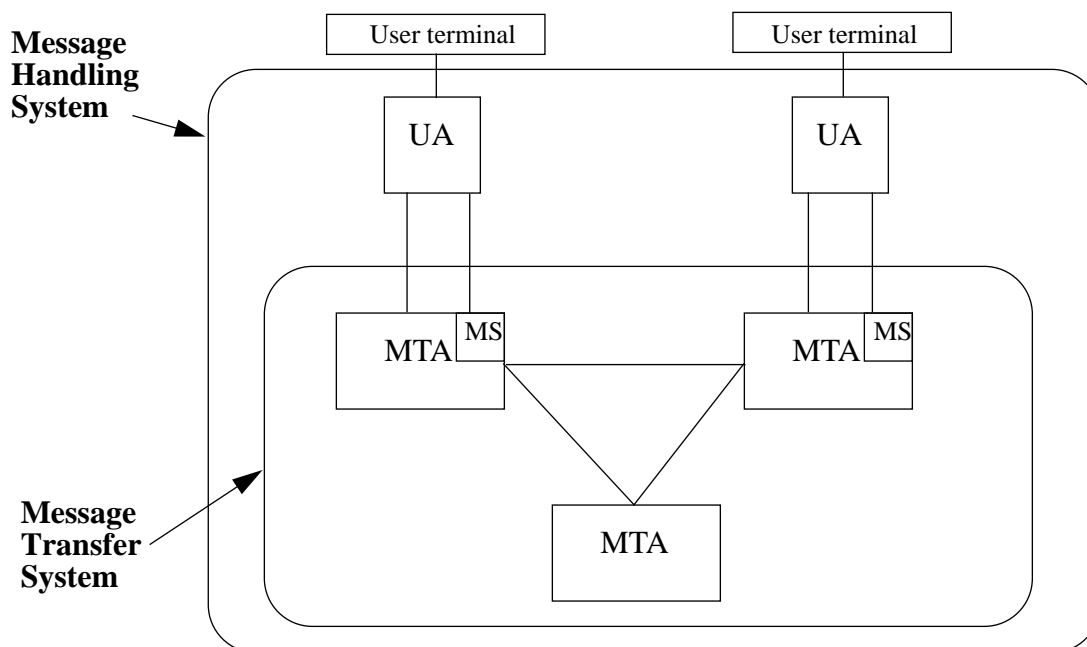 User terminal
User terminal
Message
Handling
System
UA
UA
MS
MTA
MS
MTA
Message
Transfer
System
MTA